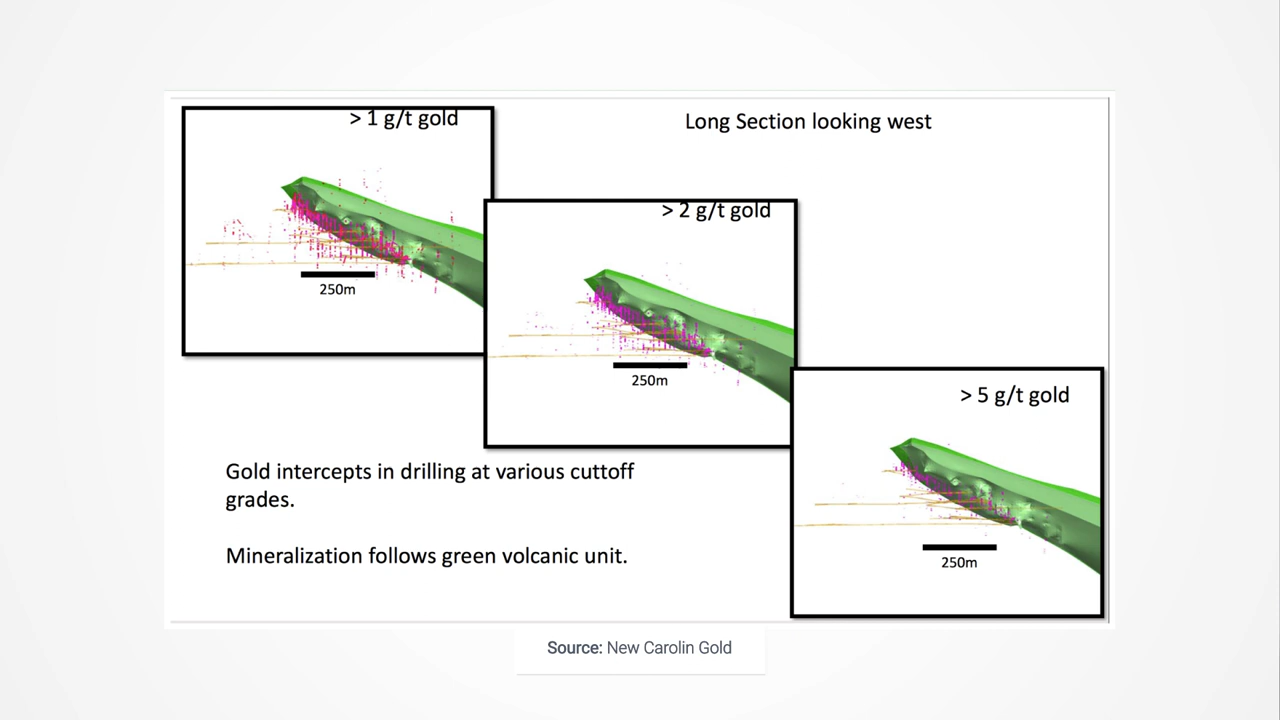 > 1 g/t gold
Long Section looking west
250m
> 2 g/t gold
250m
> 5 g/t gold
250m
Gold intercepts in drilling at various cuttoff
grades.
Mineralization follows green volcanic unit.
Source: New Carolin Gold